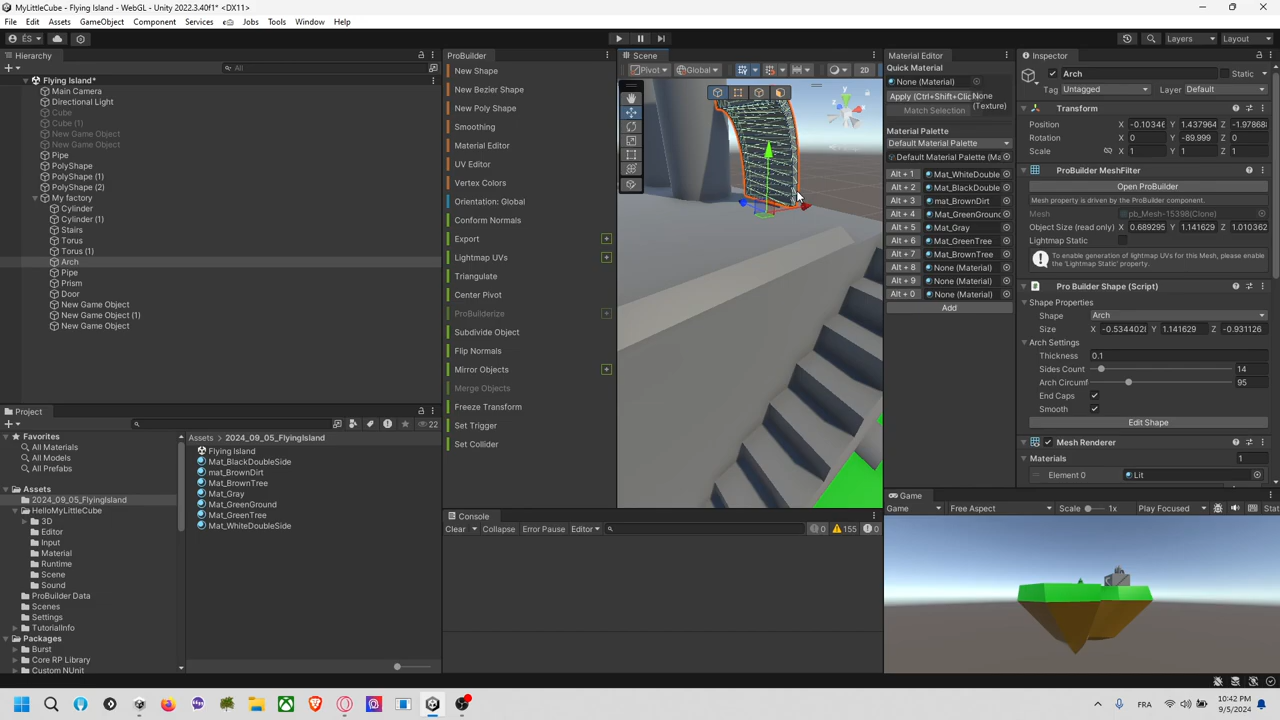 MyLittleCube - Flying Island - WebGL - Unity 2022.3.40f1* <DX11>
File Edit Assets GameObject Component Services Jobs Tools Window Help
ÉS
Layers Layout
Hierarchy
All
Flying Island*
Main Camera
Directional Light
Cube
Cube (1)
New Game Object
New Game Object
Pipe
PolyShape
PolyShape (1)
PolyShape (2)
My factory
Cylinder
Cylinder (1)
Stairs
Torus
Torus (1)
Arch
Pipe
Prism
Door
New Game Object
New Game Object (1)
New Game Object
ProBuilder
New Shape
New Bezier Shape
New Poly Shape
Smoothing
Material Editor
UV Editor
Vertex Colors
Orientation: Global
Conform Normals
Export
Lightmap UVs
Triangulate
Center Pivot
ProBuilderize
Subdivide Object
Flip Normals
Mirror Objects
Merge Objects
Freeze Transform
Set Trigger
Set Collider
Scene
Pivot Global 2D
Material Editor
Quick Material
None (Material)
Apply (Ctrl+Shift+Clic None
(Texture)
Match Selection
Material Palette
Default Material Palette
Default Material Palette (Ma
Alt + 1 Mat_WhiteDouble
Alt + 2 Mat_BlackDouble
Alt + 3 mat_BrownDirt
Alt + 4 Mat_GreenGround
Alt + 5 Mat_Gray
Alt + 6 Mat_GreenTree
Alt + 7 Mat_BrownTree
Alt + 8 None (Material)
Alt + 9 None (Material)
Alt + 0 None (Material)
Add
Inspector
Arch Static
Tag Untagged Layer Default
Transform
Position X -0.10346 Y 1.437964 Z -1.97868
Rotation X 0 Y -89.999 Z 0
Scale X 1 Y 1 Z 1
ProBuilder MeshFilter
Open ProBuilder
Mesh property is driven by the ProBuilder component.
Mesh pb_Mesh-15398(Clone)
Object Size (read only) X 0.689295 Y 1.141629 Z 1.010362
Lightmap Static
To enable generation of lightmap UVs for this Mesh, please enable
the 'Lightmap Static' property.
Pro Builder Shape (Script)
Shape Properties
Shape Arch
Size X -0.534402 Y 1.141629 Z -0.931126
Arch Settings
Thickness 0.1
Sides Count 14
Arch Circumf 95
End Caps
Smooth
Edit Shape
Mesh Renderer
Materials 1
Element 0 Lit
Project
22
Favorites
All Materials
All Models
All Prefabs
Assets
2024_09_05_FlyingIsland
HelloMyLittleCube
3D
Editor
Input
Material
Runtime
Scene
Sound
ProBuilder Data
Scenes
Settings
TutorialInfo
Packages
Burst
Core RP Library
Custom NUnit
Assets > 2024_09_05_FlyingIsland
Flying Island
Mat_BlackDoubleSide
mat_BrownDirt
Mat_BrownTree
Mat_Gray
Mat_GreenGround
Mat_GreenTree
Mat_WhiteDoubleSide
Console
Clear Collapse Error Pause Editor 0 155 0
Game
Game Free Aspect Scale 1x Play Focused Stat
FRA 10:42 PM
9/5/2024